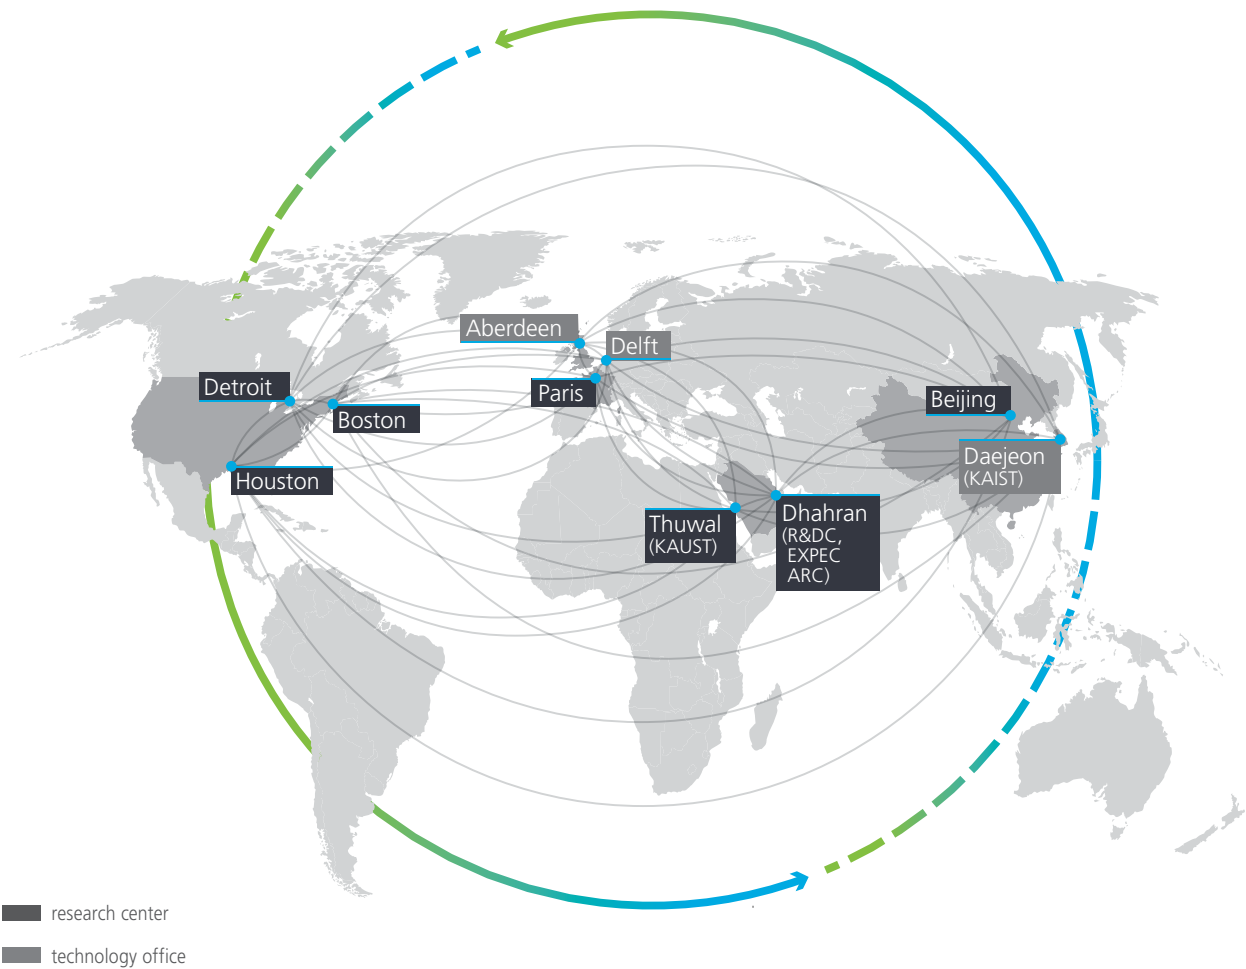 Aberdeen
Delft
Detroit
Paris
Beijing
Boston
Daejeon
(KAIST)
Houston
Thuwal
(KAUST)
Dhahran
(R&DC,
EXPEC
ARC)
research center
technology office